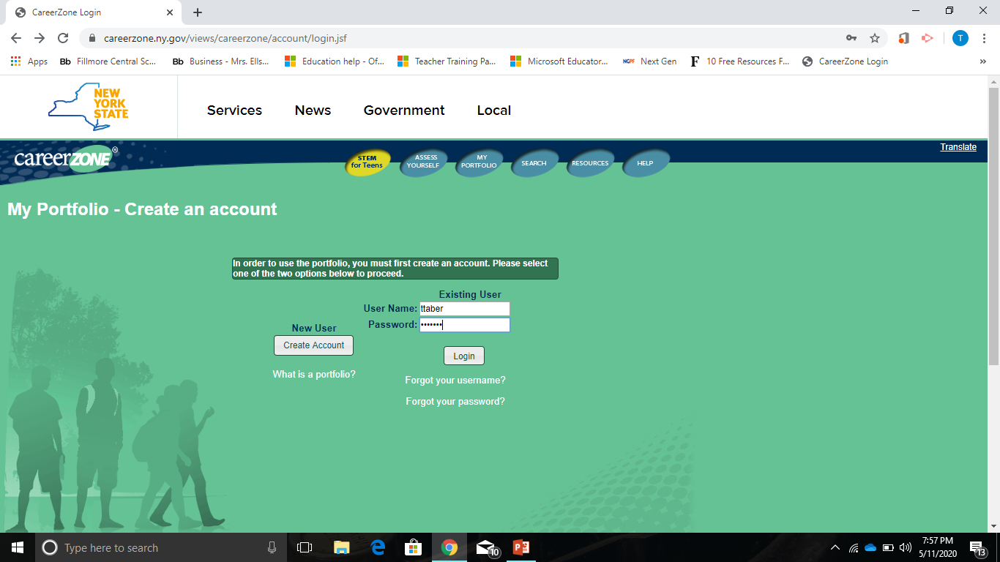 CareerZone Login
careerzone.ny.gov/views/careerzone/account/login.jsf
T
Apps
Bb Fillmore Central Sc...
Bb Business - Mrs. Ells...
Education help - Of...
Teacher Training Pa...
Microsoft Educator...
NGPF Next Gen
F 10 Free Resources F...
CareerZone Login
»
NEW
YORK
STATE
Services News Government Local
Translate
careerZONE®
STEM
for Teens
ASSESS
YOURSELF
MY
PORTFOLIO
SEARCH
RESOURCES
HELP
My Portfolio - Create an account
In order to use the portfolio, you must first create an account. Please select
one of the two options below to proceed.
Existing User
User Name: ttaber
Password: •••••••
New User
Create Account
What is a portfolio?
Login
Forgot your username?
Forgot your password?
Type here to search
10
7:57 PM
5/11/2020
13